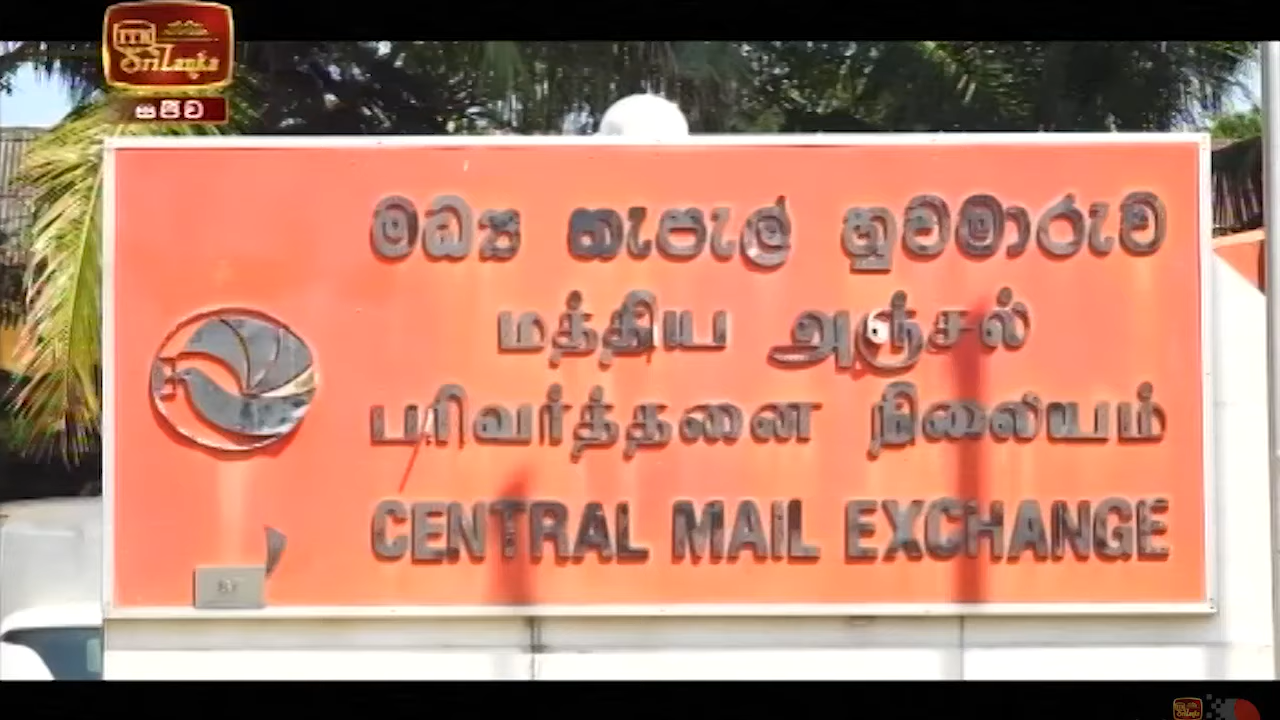 ITN
Sri Lanka
සජීව
මධ්‍ය තැපැල් හුවමාරුව
மத்திய அஞ்சல்
பரிவர்த்தனை நிலையம்
CENTRAL MAIL EXCHANGE